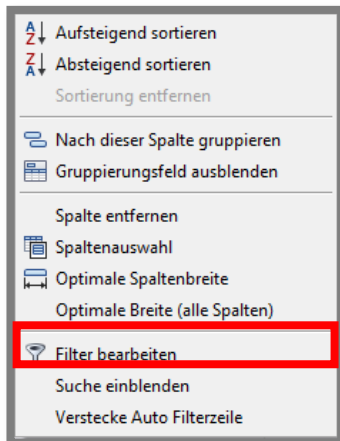 Aufsteigend sortieren
Absteigend sortieren
Sortierung entfernen
Nach dieser Spalte gruppieren
Gruppierungsfeld ausblenden
Spalte entfernen
Spaltenauswahl
Optimale Spaltenbreite
Optimale Breite (alle Spalten)
Filter bearbeiten
Suche einblenden
Verstecke Auto Filterzeile